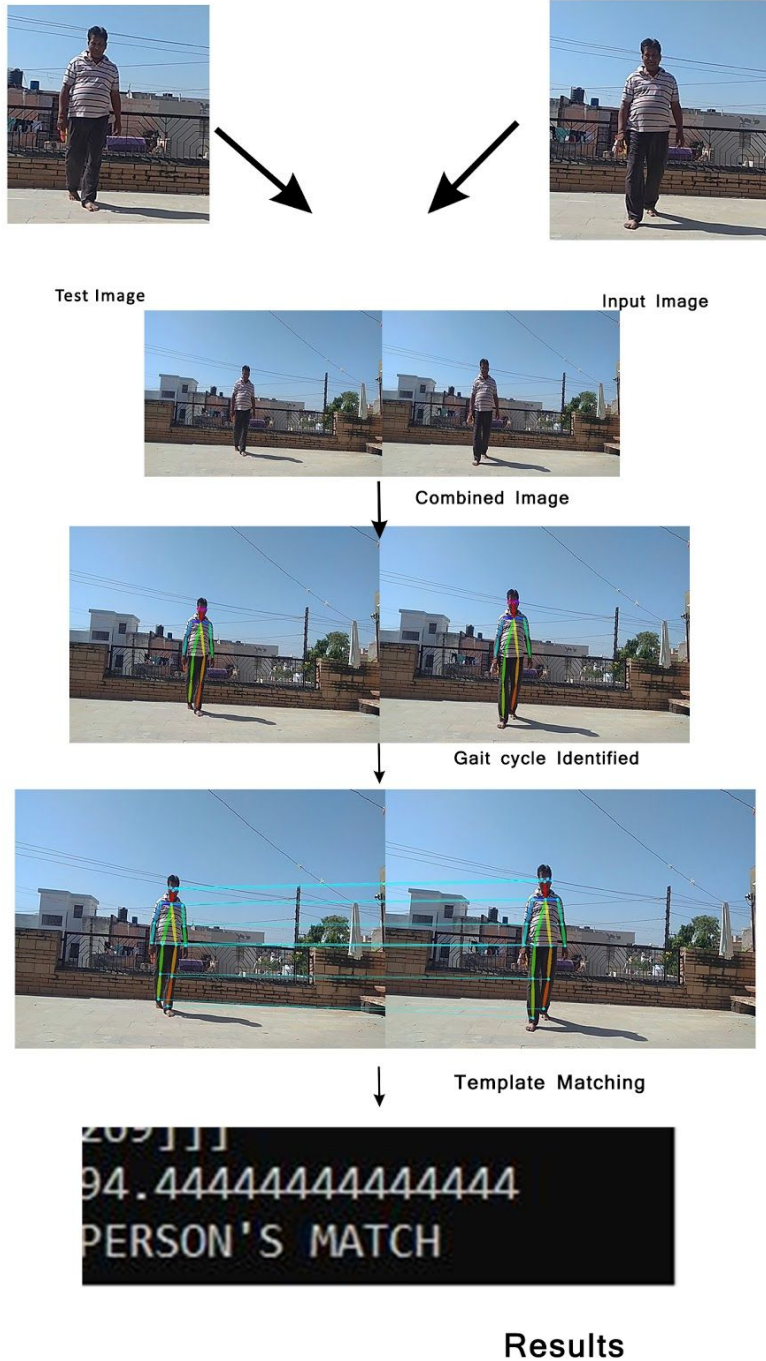 Test Image
Input Image
Combined Image
Gait cycle Identified
Template Matching
94.44444444444444
PERSON'S MATCH
Results